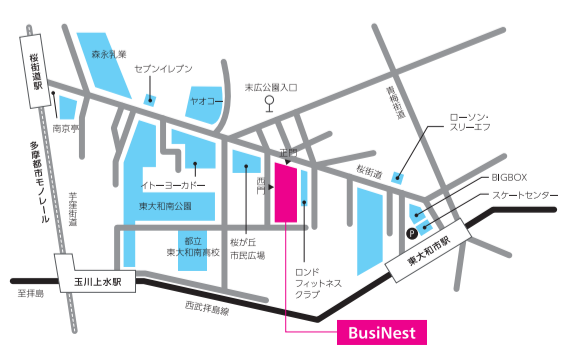 森永乳業
桜街道駅
セブンイレブン
ヤオコー
末広公園入口
青梅街道
ローソン・
スリーエフ
南京亭
多摩都市モノレール
芋窪街道
イトーヨーカドー
正門
西門
桜街道
BIGBOX
スケートセンター
P
東大和南公園
都立
東大和南高校
桜が丘
市民広場
ロンド
フィットネス
クラブ
東大和市駅
玉川上水駅
至拝島
西武拝島線
BusiNest